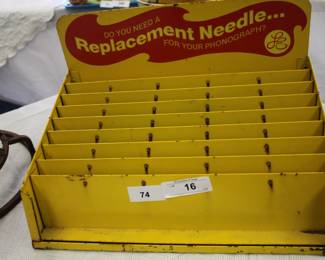 DO YOU NEED A
Replacement Needle...
FOR YOUR PHONOGRAPH?
74
16